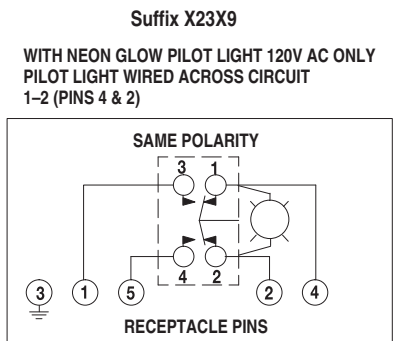 Suffix X23X9
WITH NEON GLOW PILOT LIGHT 120V AC ONLY
PILOT LIGHT WIRED ACROSS CIRCUIT
1–2 (PINS 4 & 2)
SAME POLARITY
3 1
4 2
3 1 5 2 4
RECEPTACLE PINS